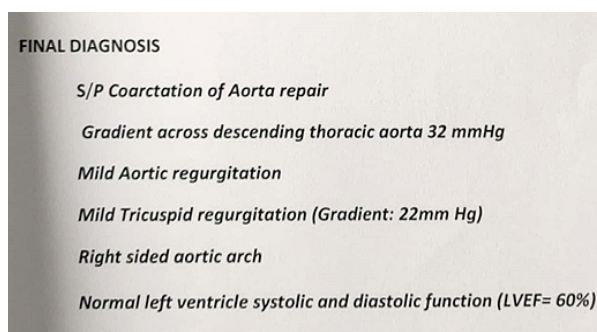 FINAL DIAGNOSIS
S/P Coarctation of Aorta repair
Gradient across descending thoracic aorta 32 mmHg
Mild Aortic regurgitation
Mild Tricuspid regurgitation (Gradient: 22mm Hg)
Right sided aortic arch
Normal left ventricle systolic and diastolic function (LVEF= 60%)